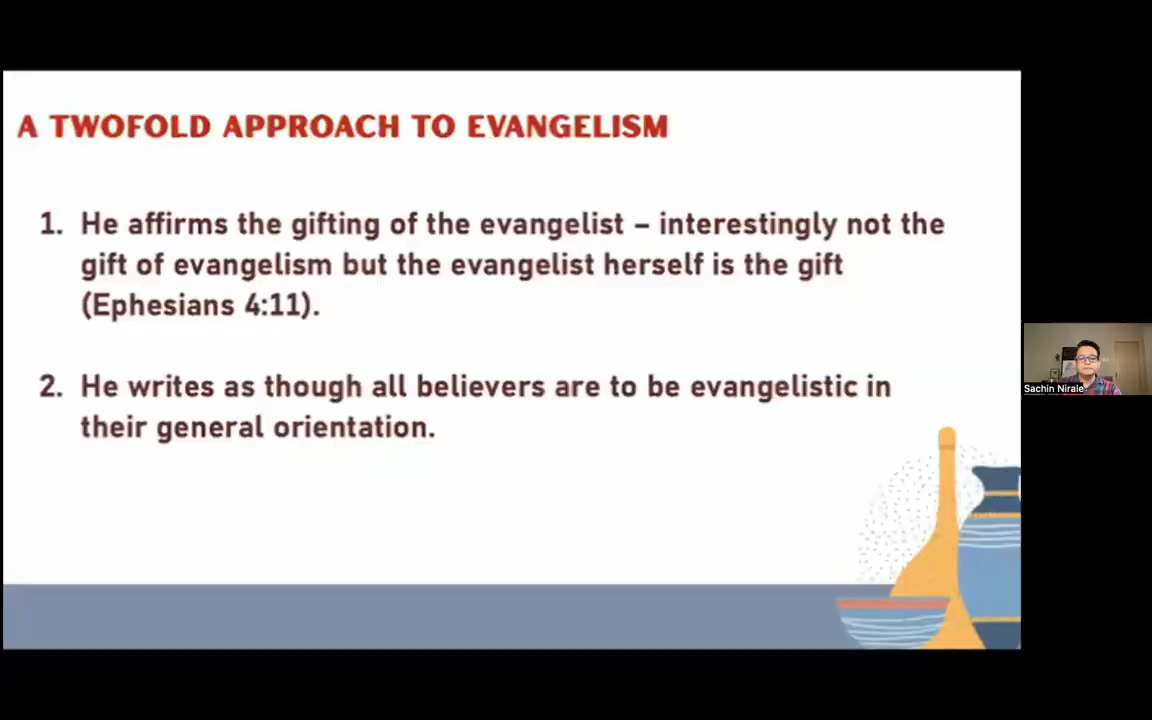 A TWOFOLD APPROACH TO EVANGELISM
1. He affirms the gifting of the evangelist – interestingly not the
gift of evangelism but the evangelist herself is the gift
(Ephesians 4:11).
2. He writes as though all believers are to be evangelistic in
their general orientation.
Sachin Nirale